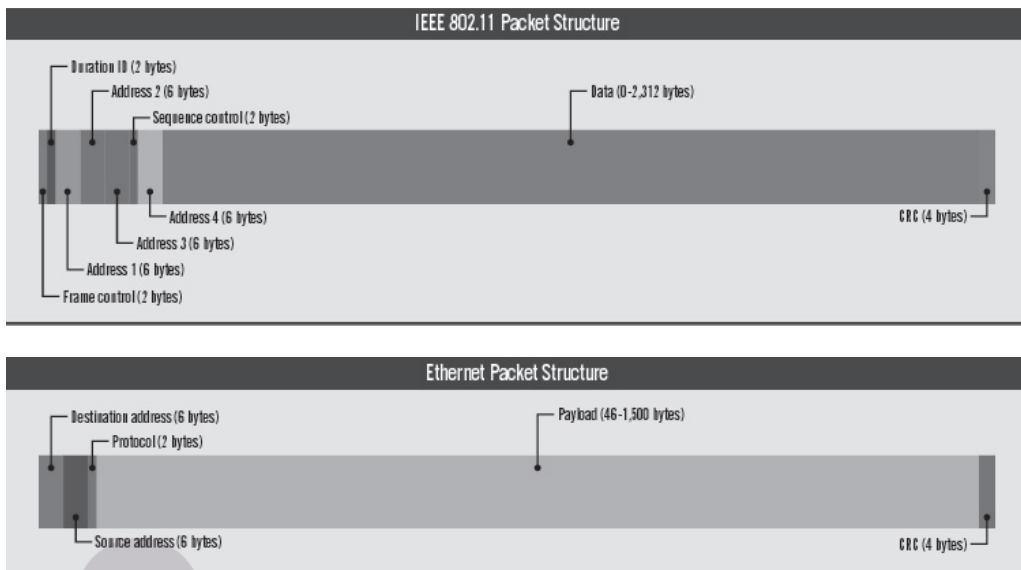 IEEE 802.11 Packet Structure
Duration ID (2 bytes)
Address 2 (6 bytes)
Data (0-2,312 bytes)
Sequence control (2 bytes)
Address 4 (6 bytes)
CRC (4 bytes)
Address 3 (6 bytes)
Address 1 (6 bytes)
Frame control (2 bytes)
Ethernet Packet Structure
Destination address (6 bytes)
Payload (46-1,500 bytes)
Protocol (2 bytes)
Source address (6 bytes)
CRC (4 bytes)